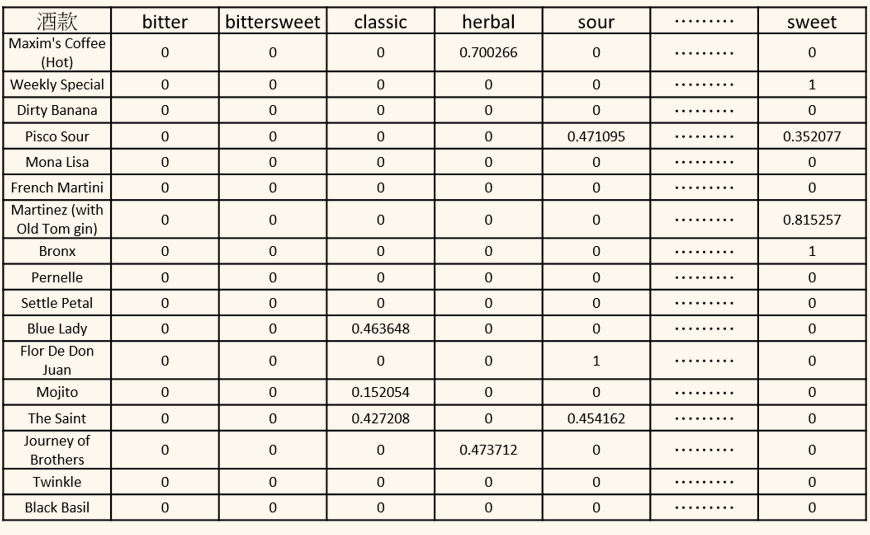 酒款 bitter bittersweet classic herbal sour ········· sweet
Maxim's Coffee (Hot) 0 0 0 0.700266 0 ········· 0
Weekly Special 0 0 0 0 0 ········· 1
Dirty Banana 0 0 0 0 0 ········· 0
Pisco Sour 0 0 0 0 0.471095 ········· 0.352077
Mona Lisa 0 0 0 0 0 ········· 0
French Martini 0 0 0 0 0 ········· 0
Martinez (with Old Tom gin) 0 0 0 0 0 ········· 0.815257
Bronx 0 0 0 0 0 ········· 1
Pernelle 0 0 0 0 0 ········· 0
Settle Petal 0 0 0 0 0 ········· 0
Blue Lady 0 0 0.463648 0 0 ········· 0
Flor De Don Juan 0 0 0 0 1 ········· 0
Mojito 0 0 0.152054 0 0 ········· 0
The Saint 0 0 0.427208 0 0.454162 ········· 0
Journey of Brothers 0 0 0 0.473712 0 ········· 0
Twinkle 0 0 0 0 0 ········· 0
Black Basil 0 0 0 0 0 ········· 0